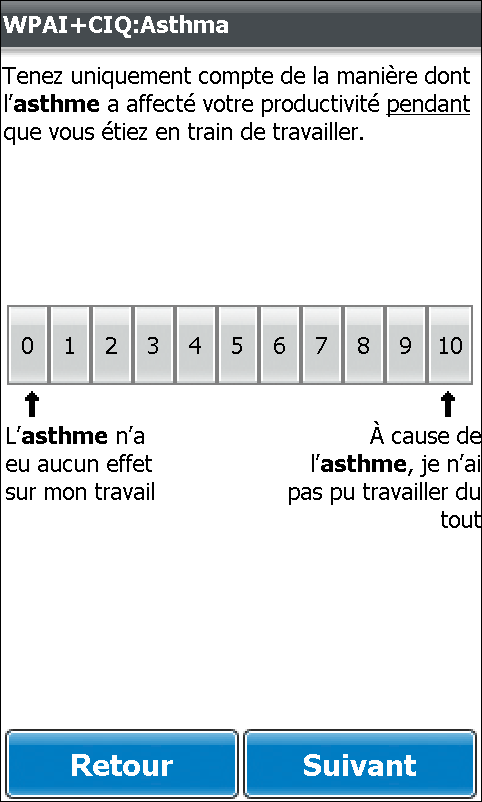 WPAI+CIQ:Asthma
Tenez uniquement compte de la manière dont
l'asthme a affecté votre productivité pendant
que vous étiez en train de travailler.
0 1 2 3 4 5 6 7 8 9 10
L'asthme n'a
eu aucun effet
sur mon travail
À cause de
l'asthme, je n'ai
pas pu travailler du
tout
Retour
Suivant